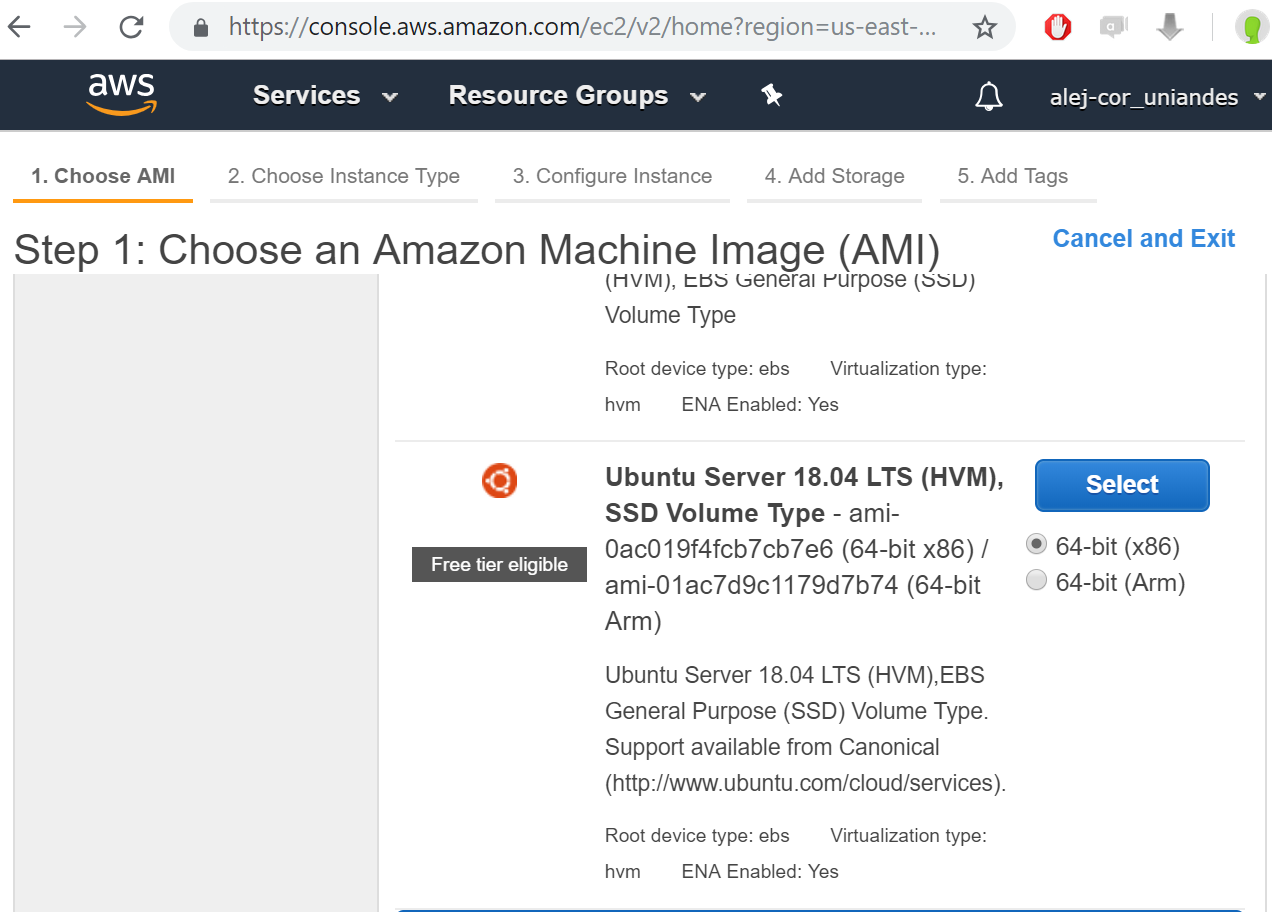 https://console.aws.amazon.com/ec2/v2/home?region=us-east-...
aws
Services
Resource Groups
alej-cor_uniandes
1. Choose AMI
2. Choose Instance Type
3. Configure Instance
4. Add Storage
5. Add Tags
Step 1: Choose an Amazon Machine Image (AMI)
Cancel and Exit
(HVM), EBS General Purpose (SSD)
Volume Type
Root device type: ebs Virtualization type:
hvm ENA Enabled: Yes
Free tier eligible
Ubuntu Server 18.04 LTS (HVM),
SSD Volume Type - ami-
0ac019f4fcb7cb7e6 (64-bit x86) /
ami-01ac7d9c1179d7b74 (64-bit
Arm)
Select
64-bit (x86)
64-bit (Arm)
Ubuntu Server 18.04 LTS (HVM),EBS
General Purpose (SSD) Volume Type.
Support available from Canonical
(http://www.ubuntu.com/cloud/services).
Root device type: ebs Virtualization type:
hvm ENA Enabled: Yes